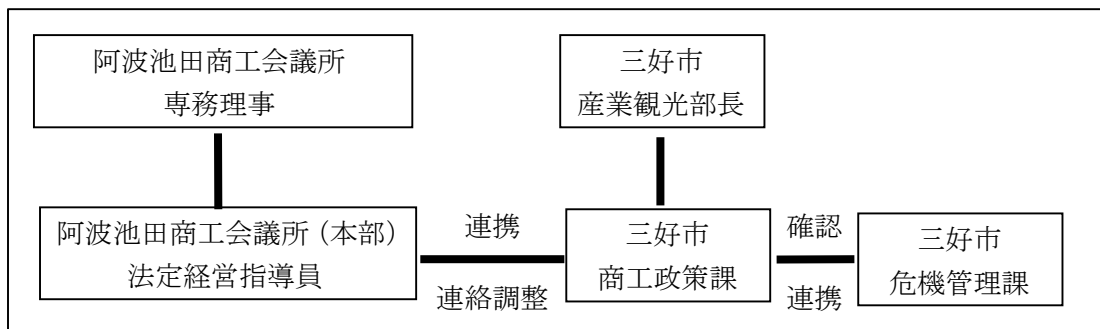 阿波池田商工会議所
専務理事
三好市
産業観光部長
阿波池田商工会議所（本部）
法定経営指導員
連携
連絡調整
三好市
商工政策課
確認
連携
三好市
危機管理課